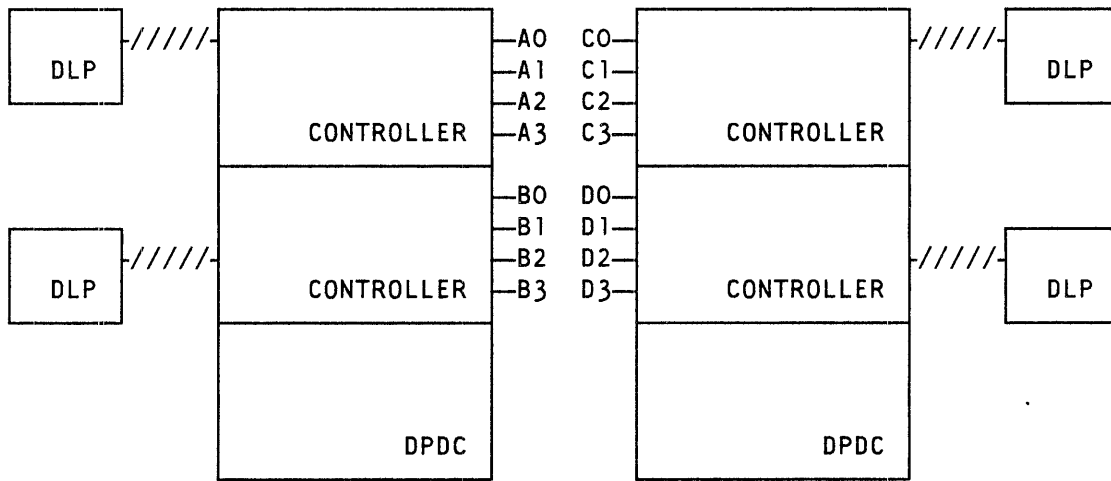 -/////- A0 C0 -/////-
DLP A1 C1 DLP
A2 C2
CONTROLLER A3 C3 CONTROLLER
B0 D0
B1 D1
-/////- B2 D2 -/////-
DLP CONTROLLER B3 D3 CONTROLLER DLP
DPDC DPDC